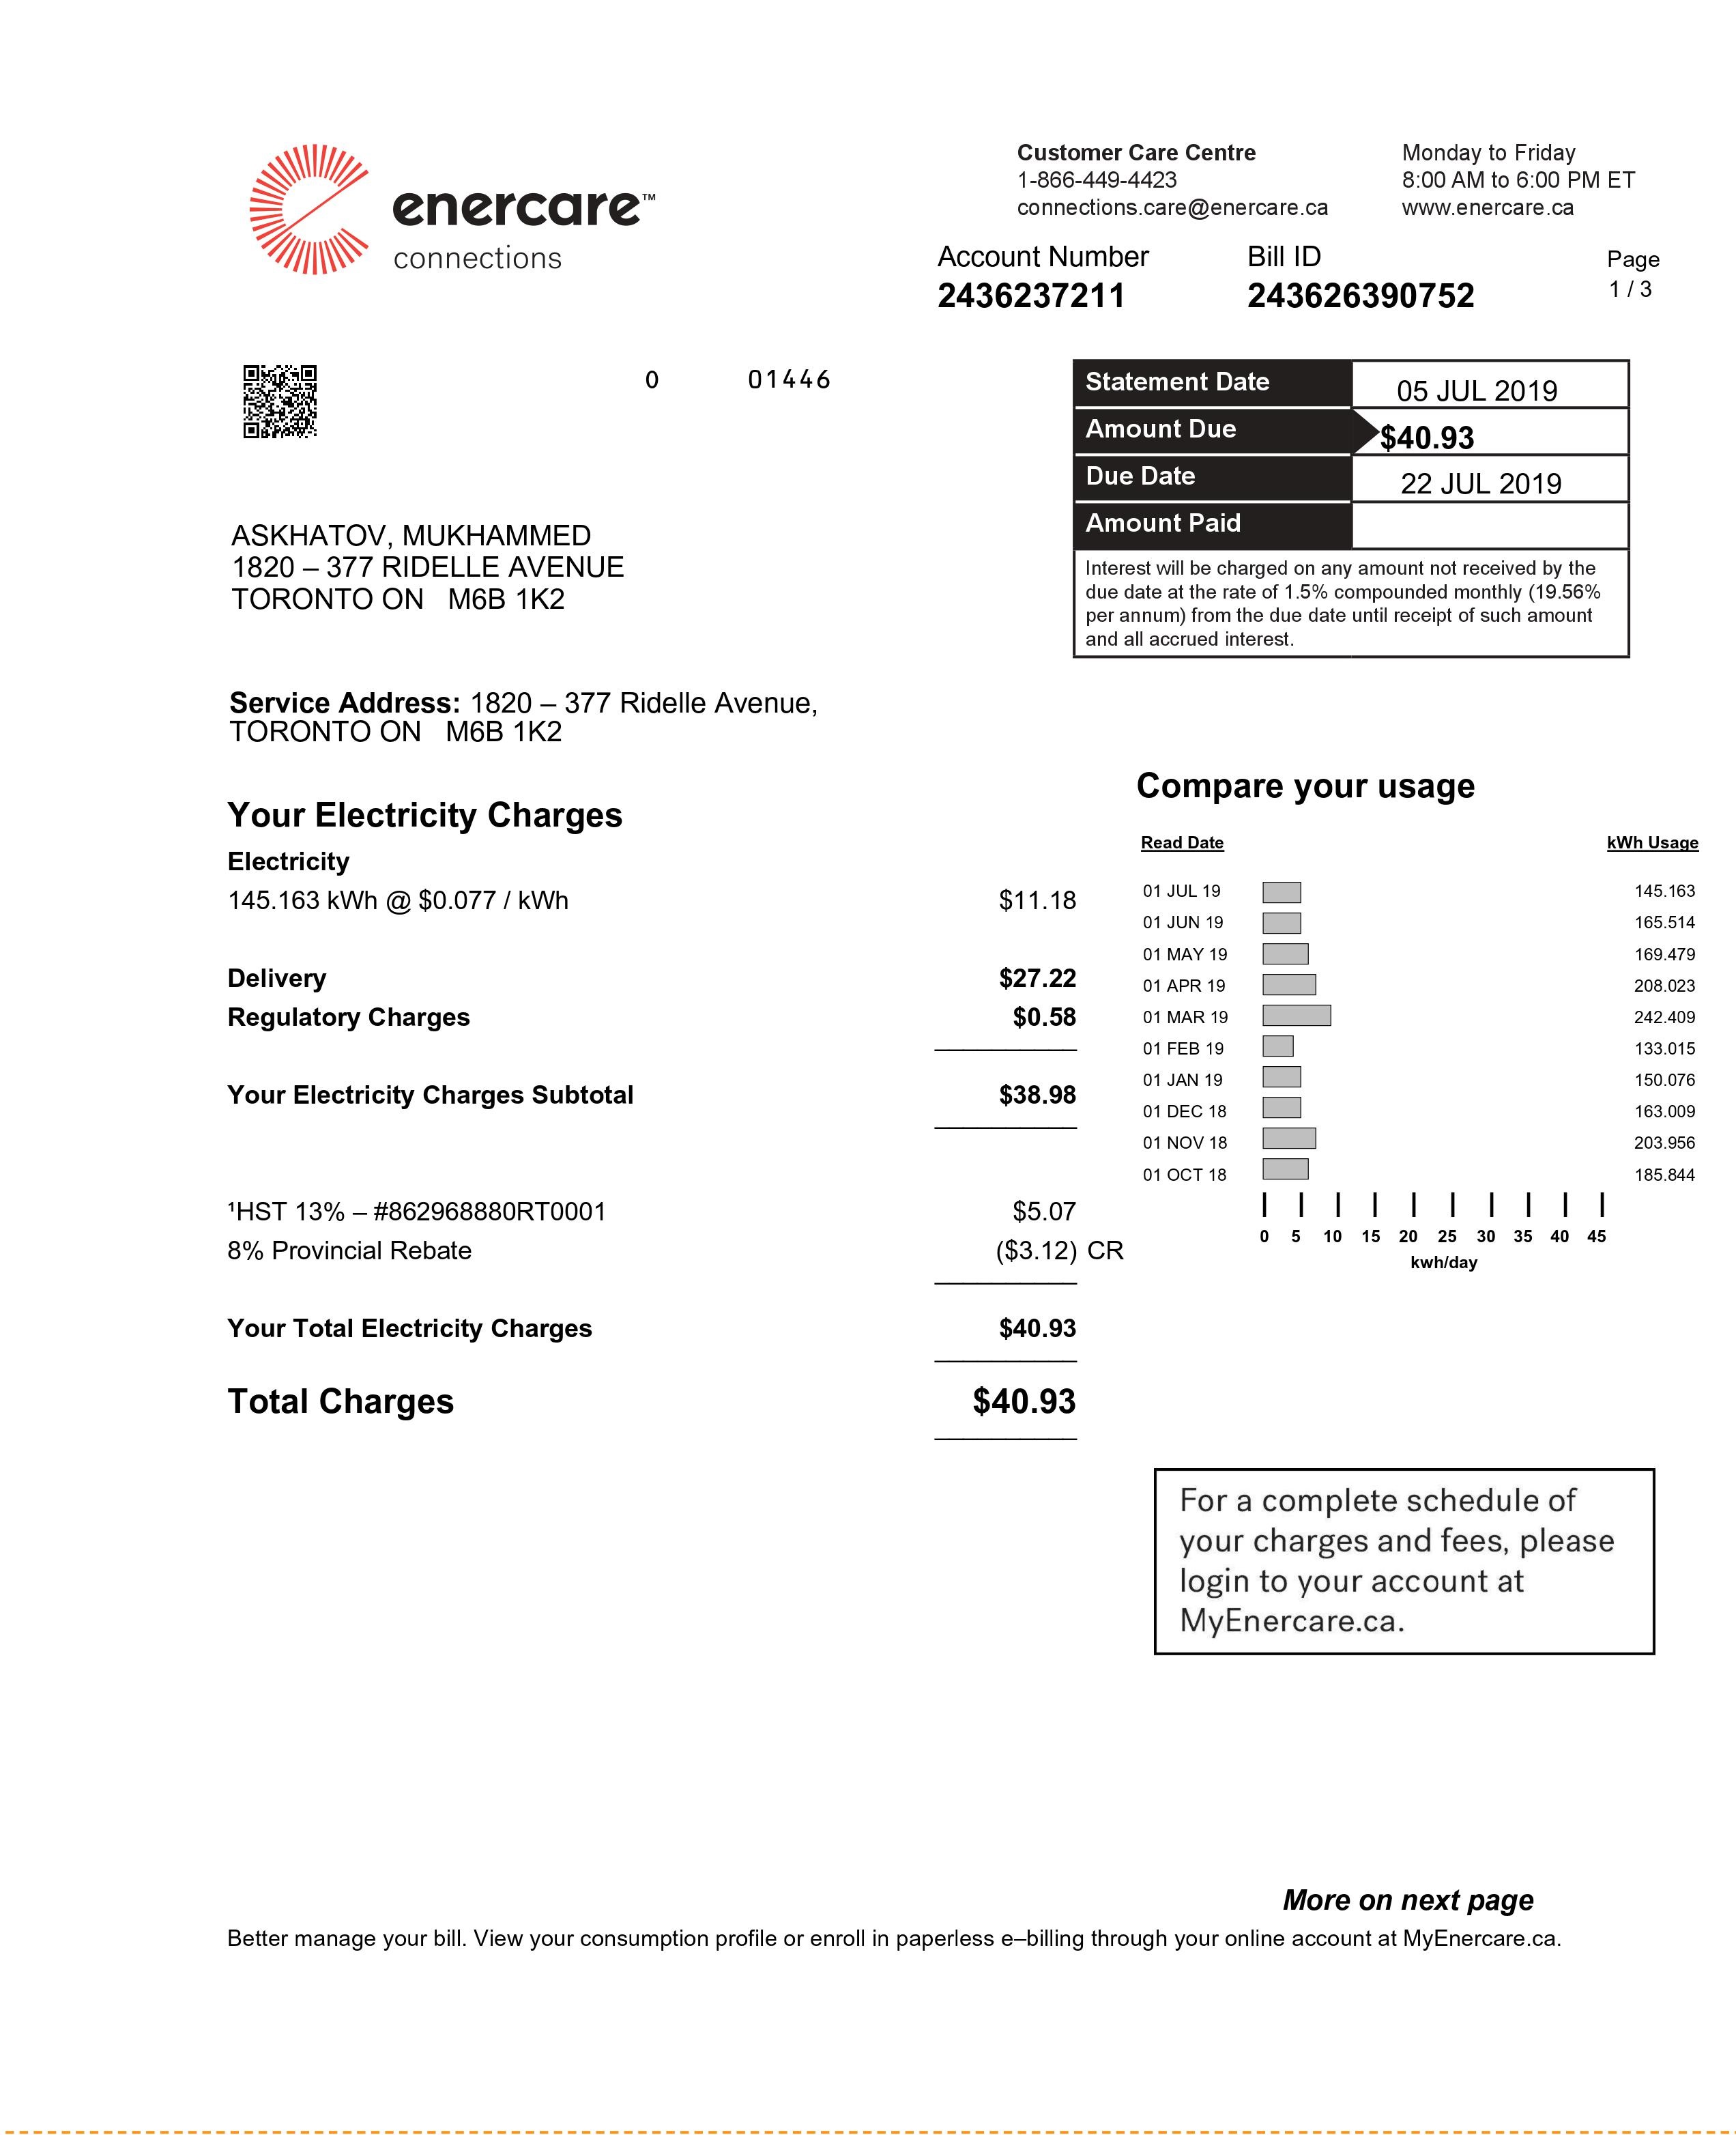 enercare™
connections
Customer Care Centre
1-866-449-4423
connections.care@enercare.ca
Monday to Friday
8:00 AM to 6:00 PM ET
www.enercare.ca
Account Number
2436237211
Bill ID
243626390752
Page
1 / 3
0 01446
Statement Date 05 JUL 2019
Amount Due $40.93
Due Date 22 JUL 2019
Amount Paid
Interest will be charged on any amount not received by the
due date at the rate of 1.5% compounded monthly (19.56%
per annum) from the due date until receipt of such amount
and all accrued interest.
ASKHATOV, MUKHAMMED
1820 – 377 RIDELLE AVENUE
TORONTO ON M6B 1K2
Service Address: 1820 – 377 Ridelle Avenue,
TORONTO ON M6B 1K2
Your Electricity Charges
Electricity
145.163 kWh @ $0.077 / kWh $11.18
Delivery $27.22
Regulatory Charges $0.58
Your Electricity Charges Subtotal $38.98
¹HST 13% – #862968880RT0001 $5.07
8% Provincial Rebate ($3.12) CR
Your Total Electricity Charges $40.93
Total Charges $40.93
Compare your usage
Read Date kWh Usage
01 JUL 19 145.163
01 JUN 19 165.514
01 MAY 19 169.479
01 APR 19 208.023
01 MAR 19 242.409
01 FEB 19 133.015
01 JAN 19 150.076
01 DEC 18 163.009
01 NOV 18 203.956
01 OCT 18 185.844
0 5 10 15 20 25 30 35 40 45
kwh/day
For a complete schedule of
your charges and fees, please
login to your account at
MyEnercare.ca.
More on next page
Better manage your bill. View your consumption profile or enroll in paperless e–billing through your online account at MyEnercare.ca.